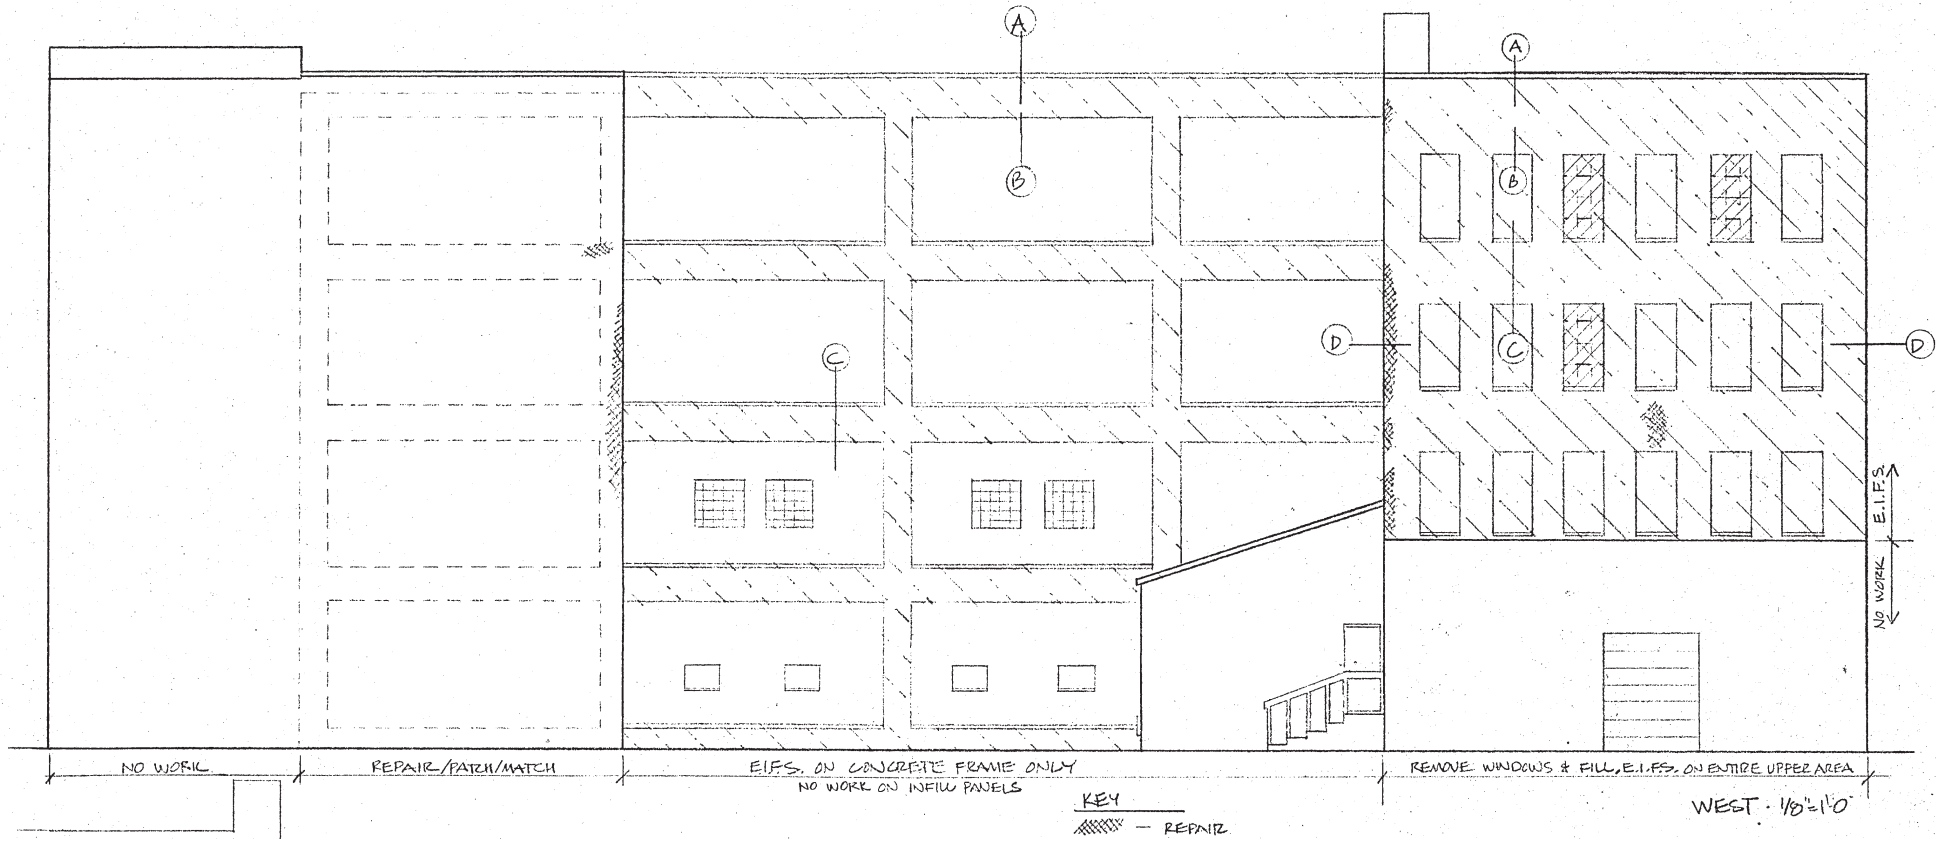 A
A
B
B
D
C
D
C
E.I.F.S.
NO WORK
NO WORK
REPAIR/PATCH/MATCH
E.I.F.S. ON CONCRETE FRAME ONLY
NO WORK ON INFILL PANELS
REMOVE WINDOWS & FILL, E.I.F.S. ON ENTIRE UPPER AREA
KEY
- REPAIR
WEST · 1/8"=1'0"